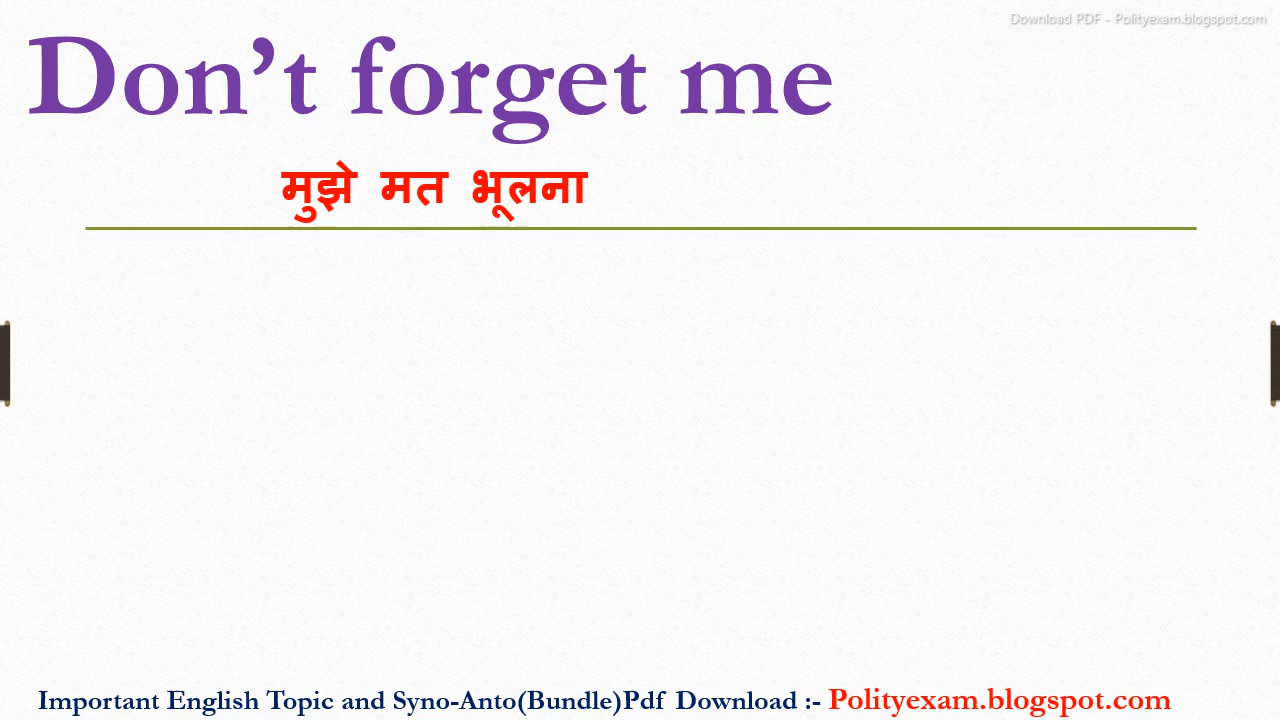 Download PDF - Polityexam.blogspot.com
Don’t forget me
मुझे मत भूलना
Important English Topic and Syno-Anto(Bundle)Pdf Download :- Polityexam.blogspot.com